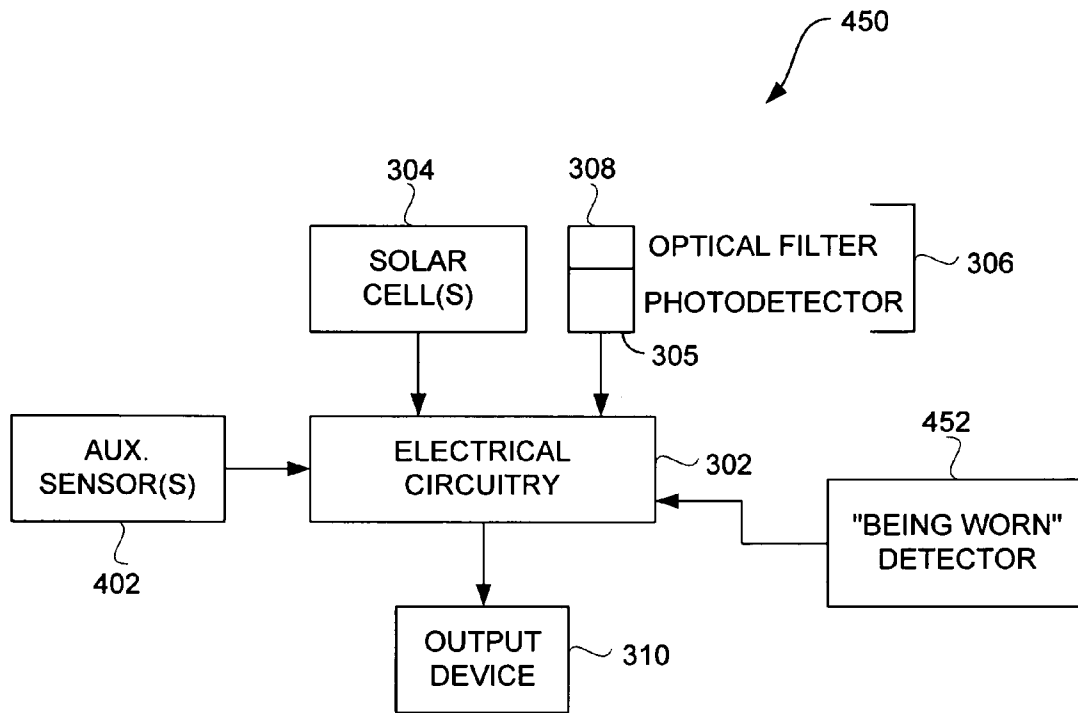 450
304
308
SOLAR
CELL(S)
OPTICAL FILTER
PHOTODETECTOR
306
305
AUX.
SENSOR(S)
402
ELECTRICAL
CIRCUITRY
302
452
"BEING WORN"
DETECTOR
OUTPUT
DEVICE
310